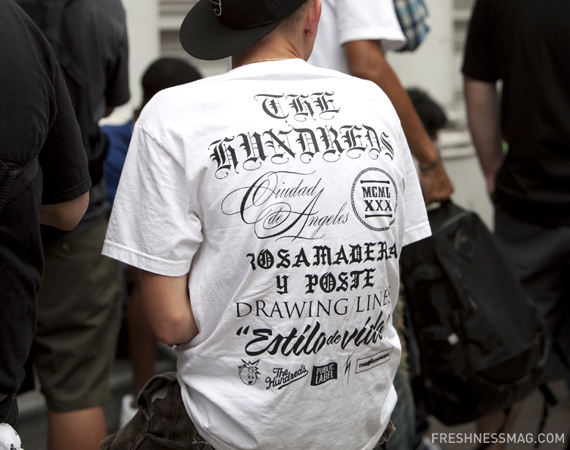 THE
HUNDREDS
Ciudad
de Angeles
MCML
XXX
ROSAMADERA
Y POSTE
DRAWING LINES
"Estilo de vida"
The Hundreds
PUBLIC
LABEL
FRESHNESSMAG.COM